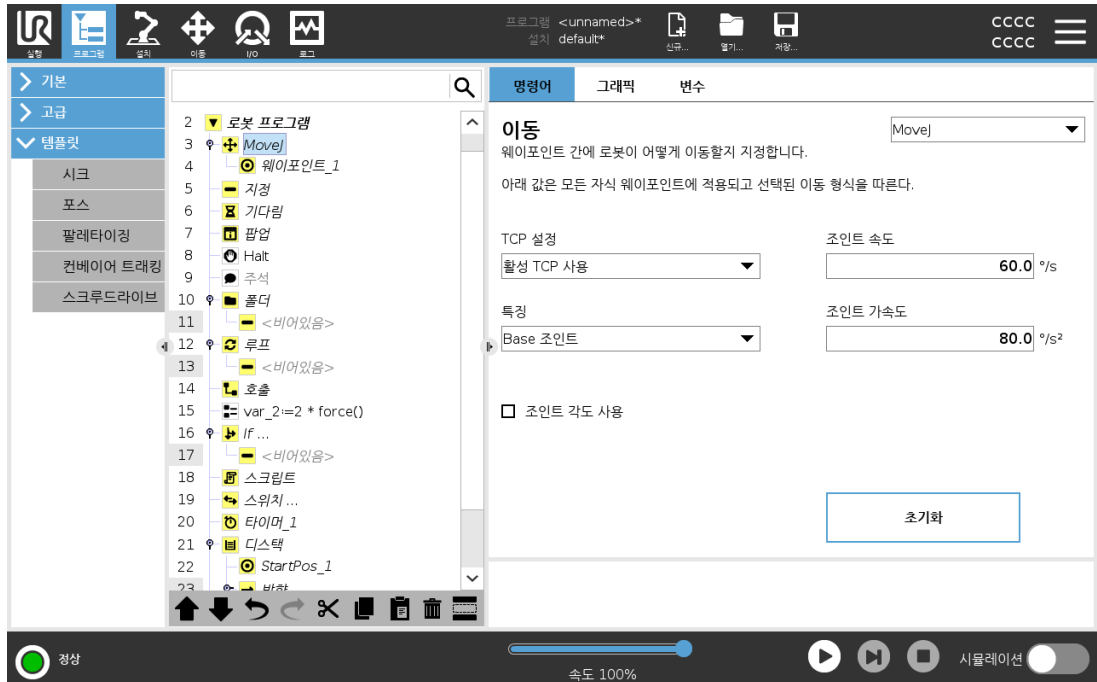 UR
실행
프로그램
설치
이동
I/O
로그
프로그램 <unnamed>*
설치 default*
신규...
열기...
저장...
CCCC
CCCC
기본
고급
템플릿
시크
포스
팔레타이징
컨베이어 트래킹
스크루드라이브
2 로봇 프로그램
3 MoveJ
4 웨이포인트_1
5 지정
6 기다림
7 팝업
8 Halt
9 주석
10 폴더
11 <비어있음>
12 루프
13 <비어있음>
14 호출
15 var_2≔2 * force()
16 If ...
17 <비어있음>
18 스크립트
19 스위치 ...
20 타이머_1
21 디스택
22 StartPos_1
23 방향
명령어 그래픽 변수
이동
MoveJ
웨이포인트 간에 로봇이 어떻게 이동할지 지정합니다.
아래 값은 모든 자식 웨이포인트에 적용되고 선택된 이동 형식을 따른다.
TCP 설정
조인트 속도
활성 TCP 사용
60.0 °/s
특징
조인트 가속도
Base 조인트
80.0 °/s²
조인트 각도 사용
초기화
정상
속도 100%
시뮬레이션